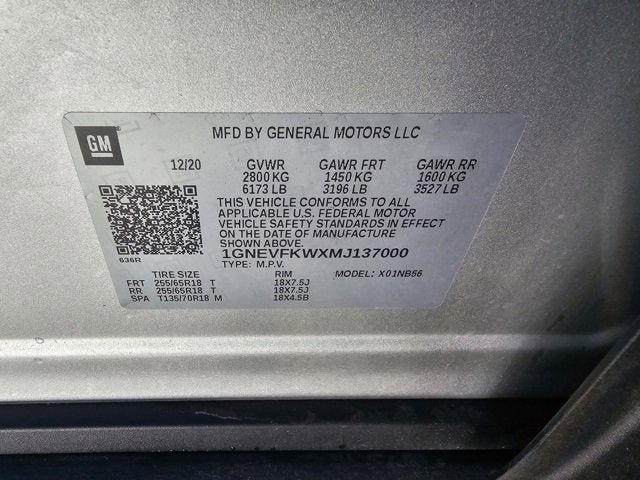 GM
MFD BY GENERAL MOTORS LLC
12/20 GVWR GAWR FRT GAWR RR
2800 KG 1450 KG 1600 KG
6173 LB 3196 LB 3527 LB
THIS VEHICLE CONFORMS TO ALL
APPLICABLE U.S. FEDERAL MOTOR
VEHICLE SAFETY STANDARDS IN EFFECT
ON THE DATE OF MANUFACTURE
SHOWN ABOVE.
636R 1GNEVFKWXMJ137000
TYPE: M.P.V. MODEL: X01NB56
TIRE SIZE RIM
FRT 255/65R18 T 18X7.5J
RR 255/65R18 T 18X7.5J
SPA T135/70R18 M 18X4.5B